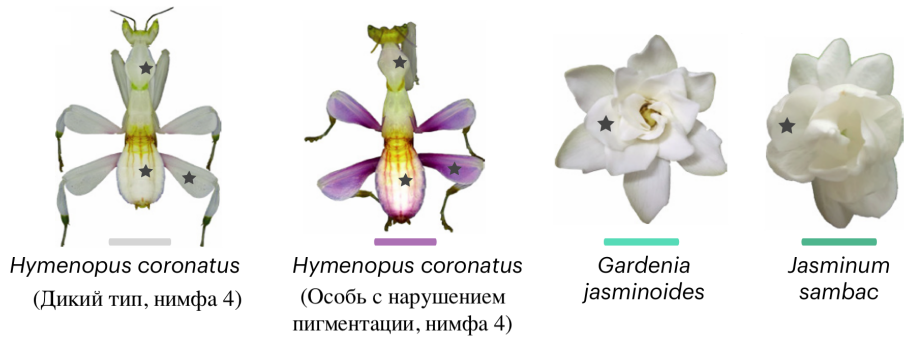 Hymenopus coronatus
(Дикий тип, нимфа 4)
Hymenopus coronatus
(Особь с нарушением
пигментации, нимфа 4)
Gardenia
jasminoides
Jasminum
sambac